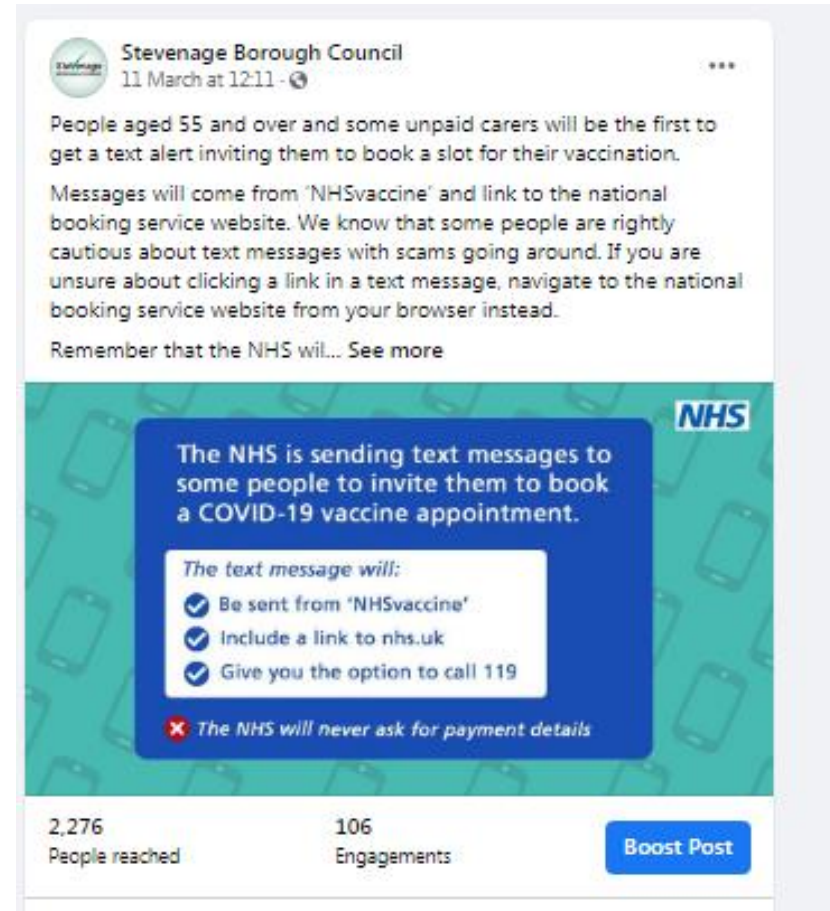 Stevenage
Stevenage Borough Council
11 March at 12:11 ·
People aged 55 and over and some unpaid carers will be the first to
get a text alert inviting them to book a slot for their vaccination.
Messages will come from 'NHSvaccine' and link to the national
booking service website. We know that some people are rightly
cautious about text messages with scams going around. If you are
unsure about clicking a link in a text message, navigate to the national
booking service website from your browser instead.
Remember that the NHS wil... See more
NHS
The NHS is sending text messages to
some people to invite them to book
a COVID-19 vaccine appointment.
The text message will:
Be sent from 'NHSvaccine'
Include a link to nhs.uk
Give you the option to call 119
The NHS will never ask for payment details
2,276
People reached
106
Engagements
Boost Post